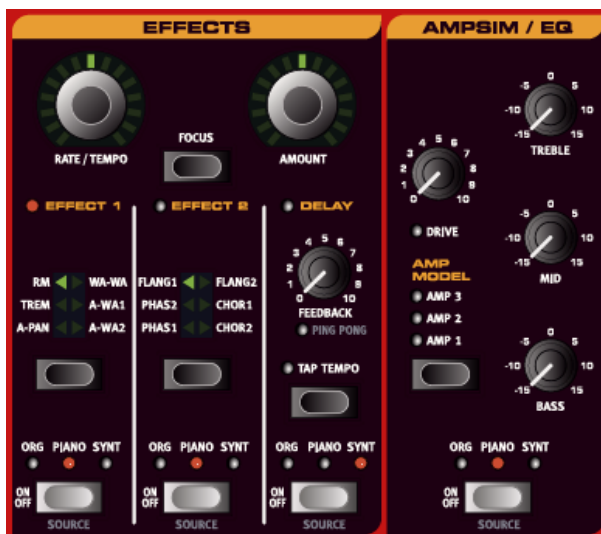 EFFECTS
RATE / TEMPO
FOCUS
AMOUNT
EFFECT 1
EFFECT 2
DELAY
RM WA-WA
TREM A-WA1
A-PAN A-WA2
FLANG1 FLANG2
PHAS2 CHOR1
PHAS1 CHOR2
0 1 2 3 4 5 6 7 8 9 10
FEEDBACK
PING PONG
TAP TEMPO
ORG PIANO SYNT
ON
OFF
SOURCE
ORG PIANO SYNT
ON
OFF
SOURCE
ORG PIANO SYNT
ON
OFF
SOURCE
AMPSIM / EQ
0 1 2 3 4 5 6 7 8 9 10
DRIVE
AMP
MODEL
AMP 3
AMP 2
AMP 1
-15 -10 -5 0 5 10 15
TREBLE
-15 -10 -5 0 5 10 15
MID
-15 -10 -5 0 5 10 15
BASS
ORG PIANO SYNT
ON
OFF
SOURCE